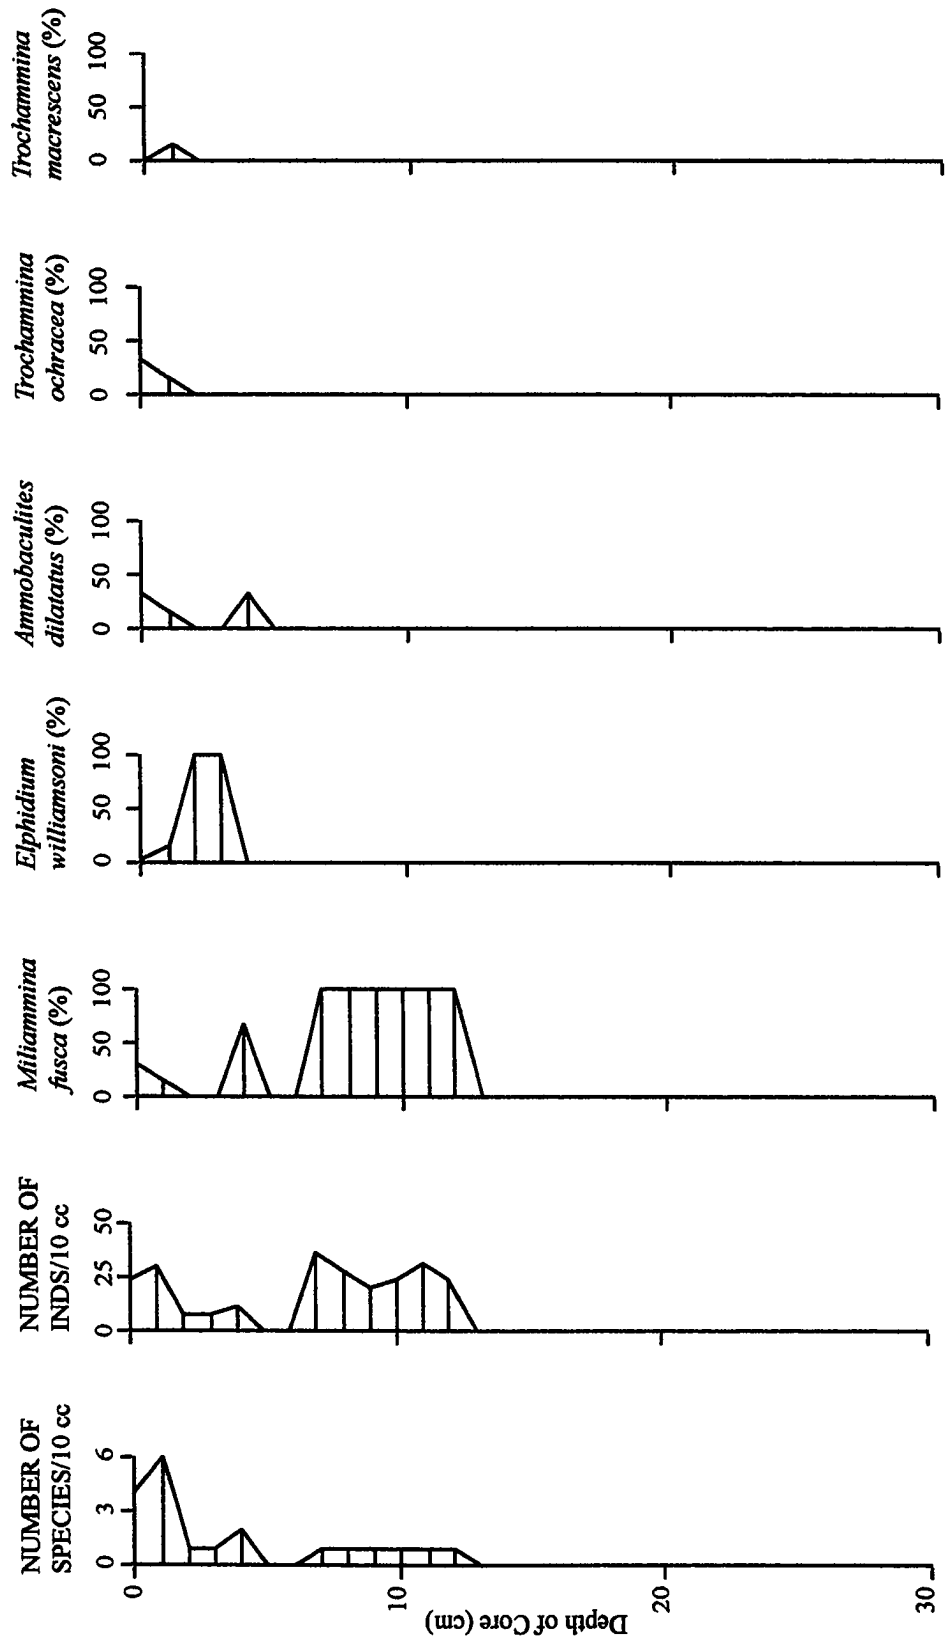 Trochammina
macrescens (%)
0 50 100
Trochammina
ochracea (%)
0 50 100
Ammobaculites
dilatatus (%)
0 50 100
Elphidium
williamsoni (%)
0 50 100
Miliammina
fusca (%)
0 50 100
NUMBER OF
INDS/10 cc
0 25 50
NUMBER OF
SPECIES/10 cc
0 3 6
0
10
20
30
Depth of Core (cm)